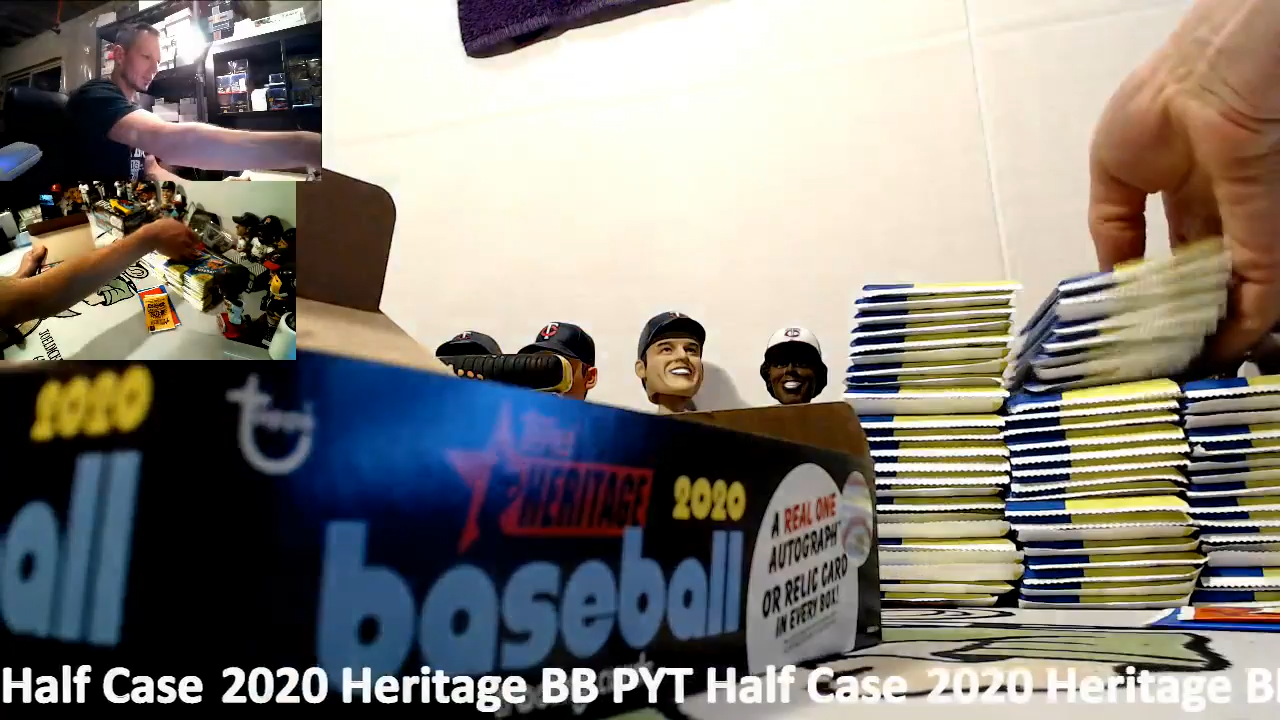 2020
topps
all
Topps
HERITAGE
2020
baseball
A REAL ONE
AUTOGRAPH
OR RELIC CARD
IN EVERY BOX!
Half Case 2020 Heritage BB PYT Half Case 2020 Heritage B